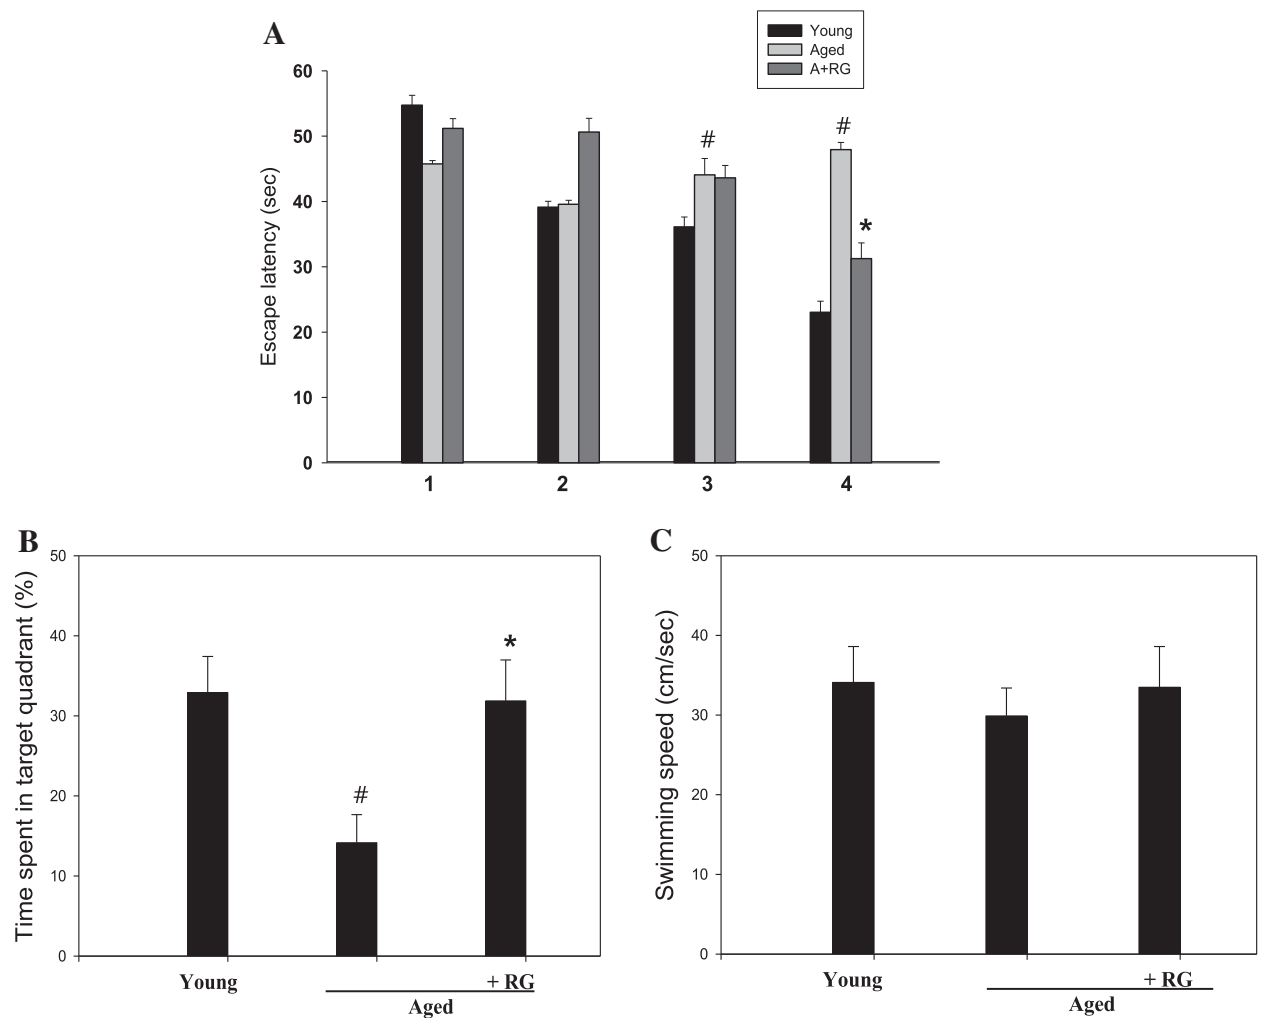 A
Young
Aged
A+RG
60
50
40
30
20
10
0
Escape latency (sec)
#
#
*
1 2 3 4
B
50
40
30
20
10
0
Time spent in target quadrant (%)
#
*
Young + RG
Aged
C
50
40
30
20
10
0
Swimming speed (cm/sec)
Young + RG
Aged